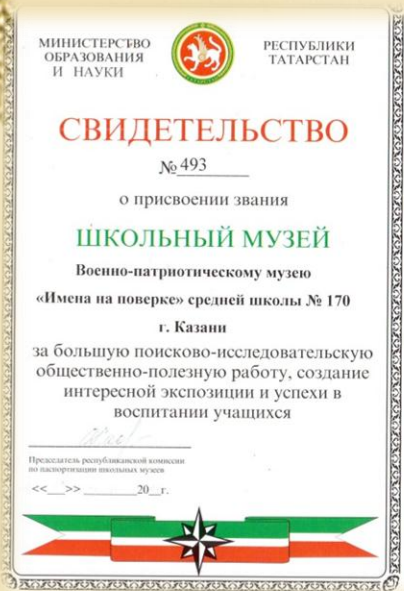 МИНИСТЕРСТВО
ОБРАЗОВАНИЯ
И НАУКИ
РЕСПУБЛИКИ
ТАТАРСТАН
СВИДЕТЕЛЬСТВО
№ 493
о присвоении звания
ШКОЛЬНЫЙ МУЗЕЙ
Военно-патриотическому музею
«Имена на поверке» средней школы № 170
г. Казани
за большую поисково-исследовательскую
общественно-полезную работу, создание
интересной экспозиции и успехи в
воспитании учащихся
Председатель республиканской комиссии
по паспортизации школьных музеев
<<___>> ________20__г.